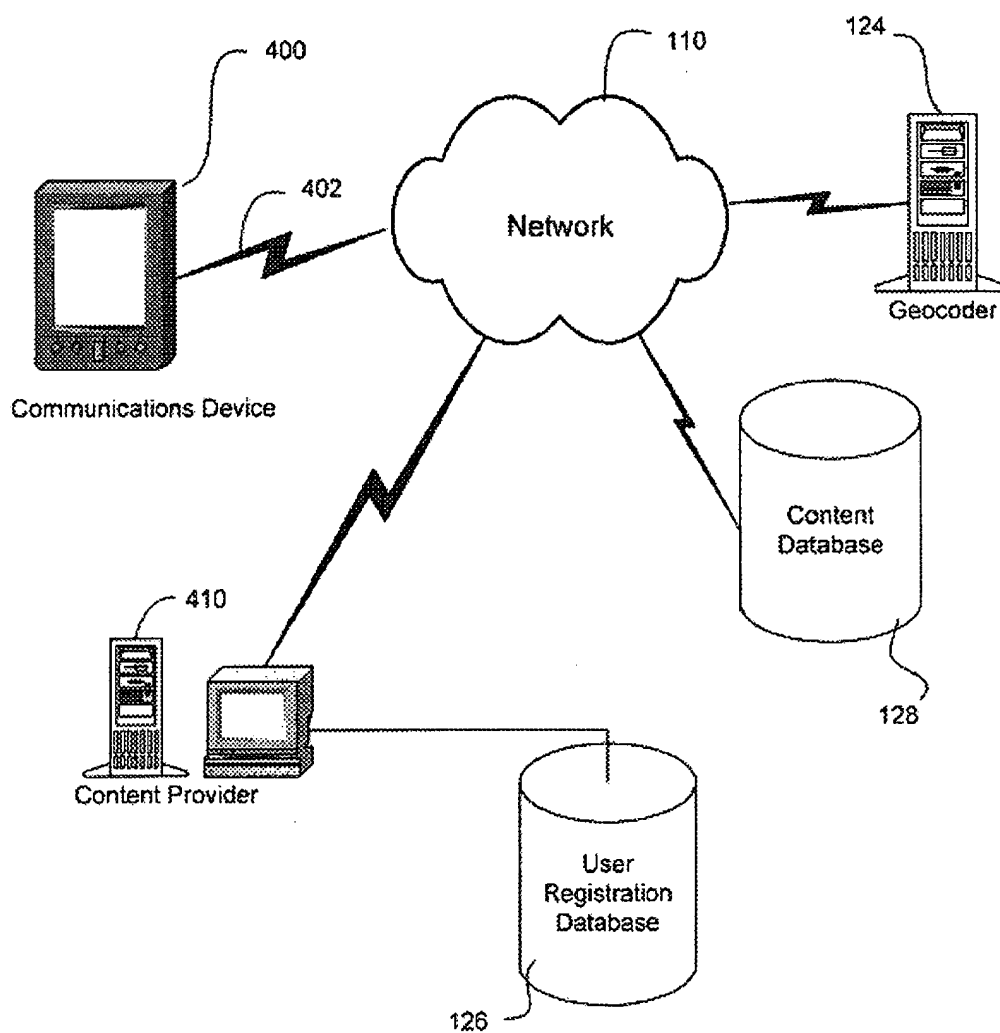 400
110
124
402
Network
Geocoder
Communications Device
Content
Database
410
128
Content Provider
User
Registration
Database
126